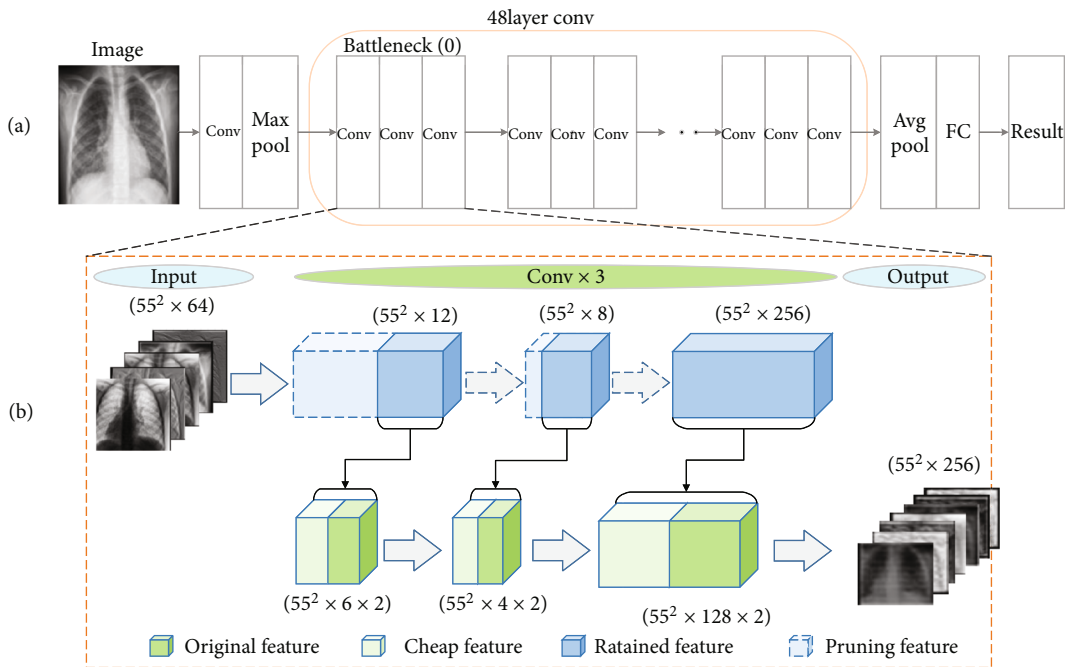 48layer conv
Image
Battleneck (0)
(a)
Conv
Max pool
Conv Conv Conv
Conv Conv Conv
Conv Conv Conv
Avg pool
FC
Result
Input
Conv × 3
Output
(55² × 64)
(55² × 12)
(55² × 8)
(55² × 256)
(b)
(55² × 256)
(55² × 6 × 2)
(55² × 4 × 2)
(55² × 128 × 2)
Original feature
Cheap feature
Ratained feature
Pruning feature